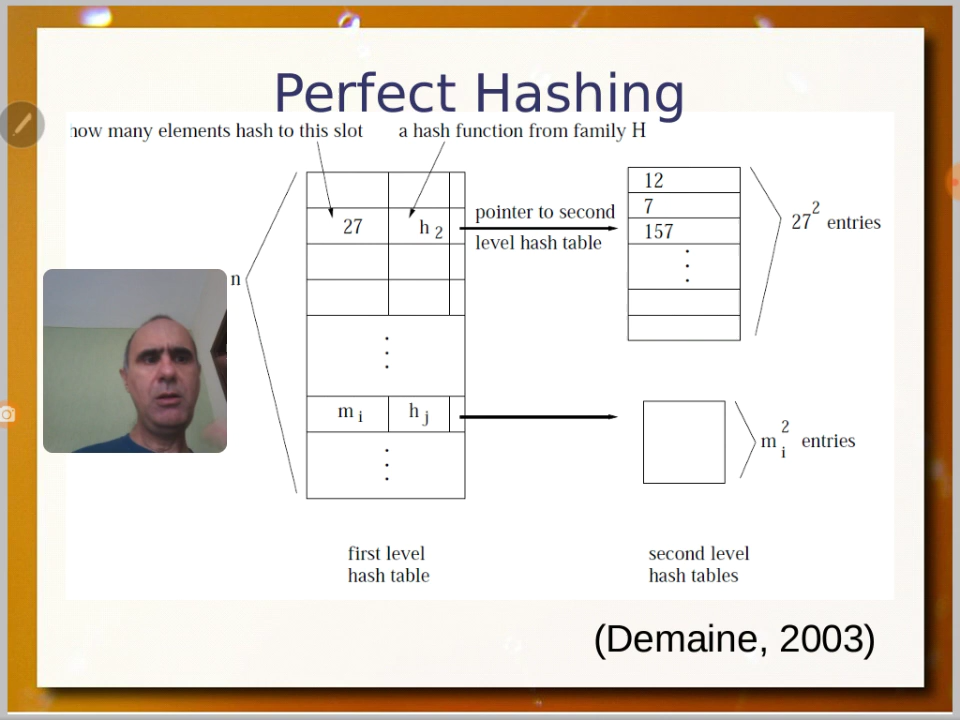 Perfect Hashing
how many elements hash to this slot
a hash function from family H
12
7
157
27 h 2
pointer to second
level hash table
27 2 entries
n
m i h j
m i 2 entries
first level
hash table
second level
hash tables
(Demaine, 2003)